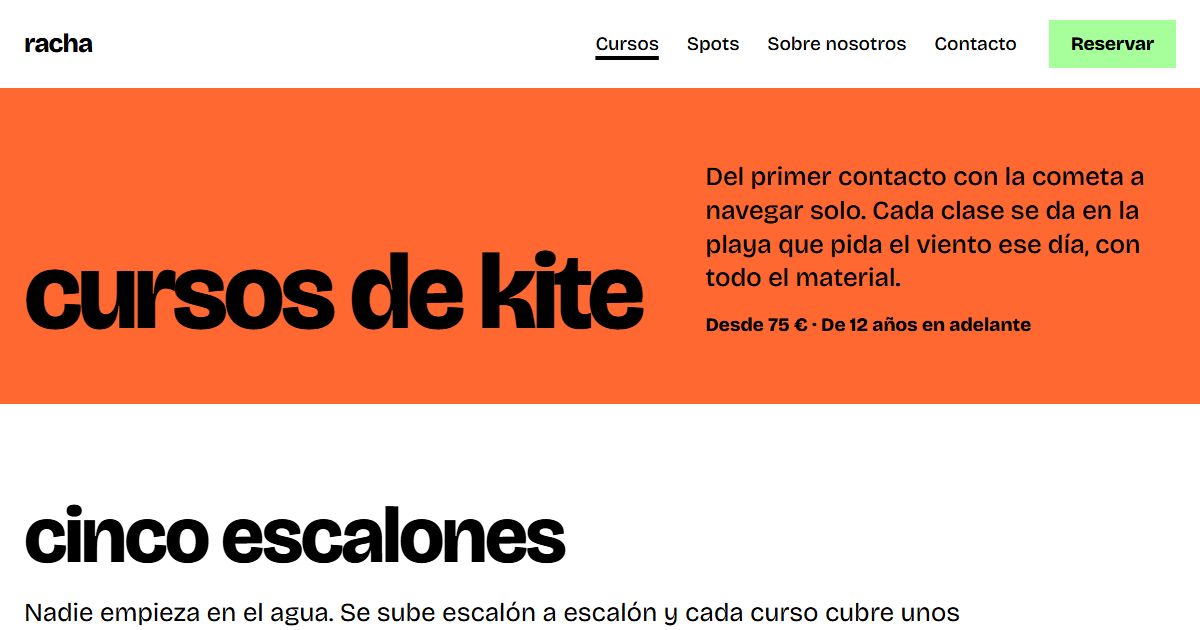 racha
Cursos
Spots
Sobre nosotros
Contacto
Reservar
cursos de kite
Del primer contacto con la cometa a
navegar solo. Cada clase se da en la
playa que pida el viento ese día, con
todo el material.
Desde 75 € · De 12 años en adelante
cinco escalones
Nadie empieza en el agua. Se sube escalón a escalón y cada curso cubre unos